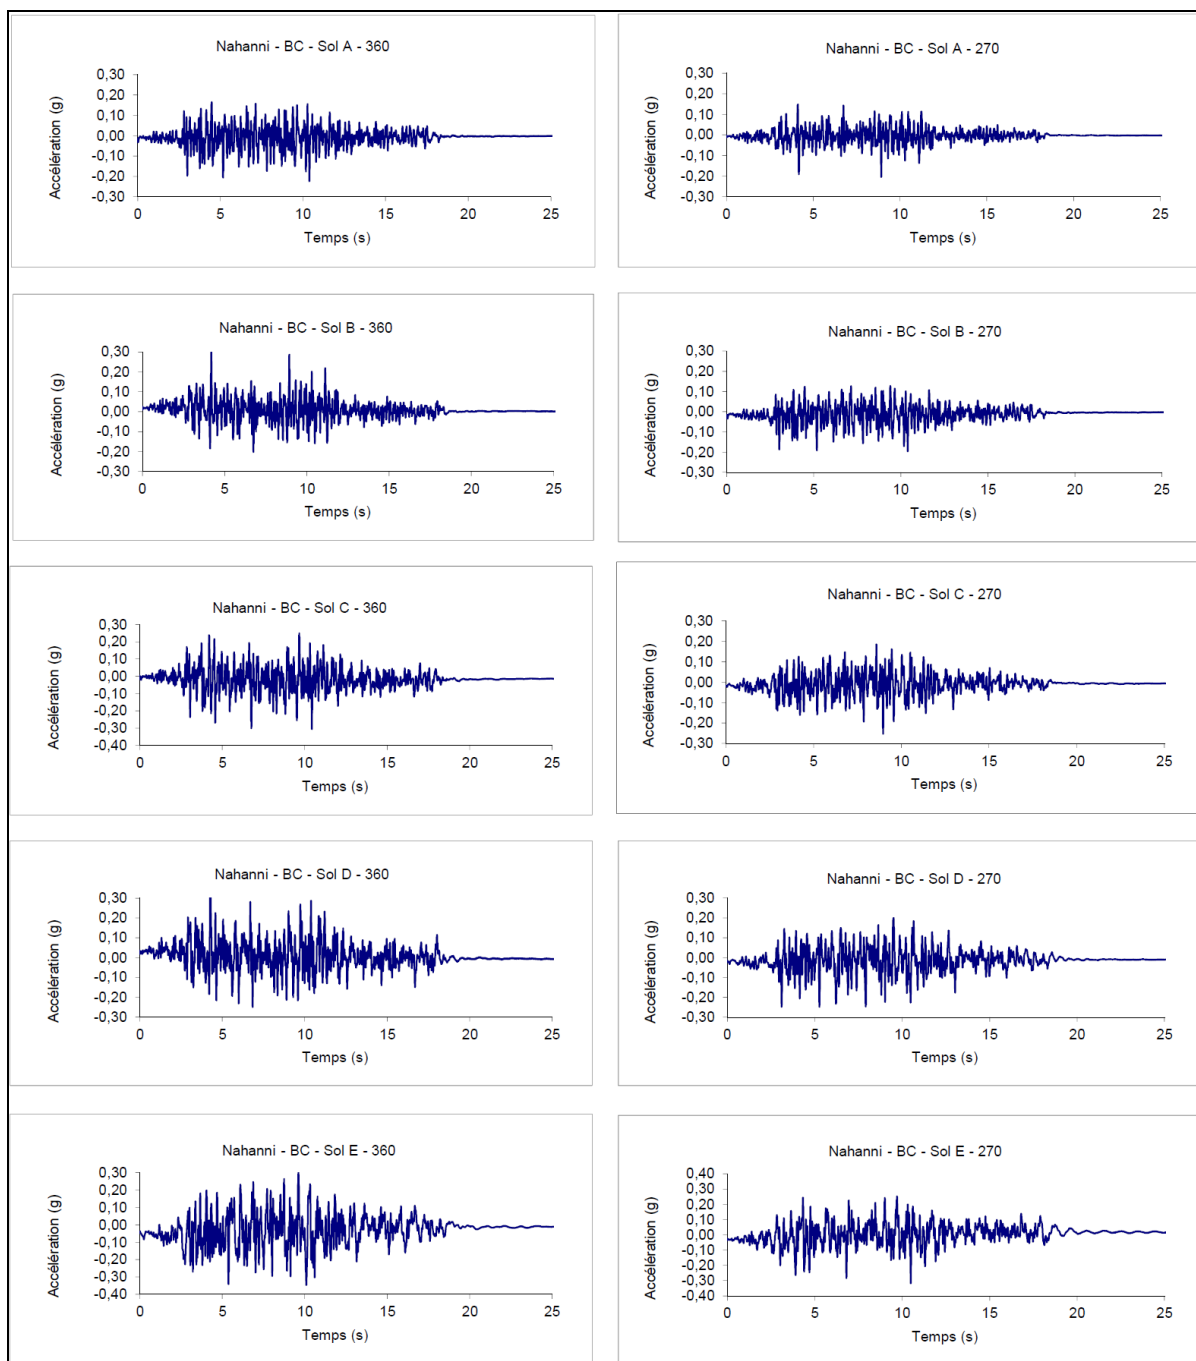 Nahanni - BC - Sol A - 360
Accélération (g)
0,30
0,20
0,10
0,00
-0,10
-0,20
-0,30
0 5 10 15 20 25
Temps (s)
Nahanni - BC - Sol A - 270
Accélération (g)
0,30
0,20
0,10
0,00
-0,10
-0,20
-0,30
0 5 10 15 20 25
Temps (s)
Nahanni - BC - Sol B - 360
Accélération (g)
0,30
0,20
0,10
0,00
-0,10
-0,20
-0,30
0 5 10 15 20 25
Temps (s)
Nahanni - BC - Sol B - 270
Accélération (g)
0,30
0,20
0,10
0,00
-0,10
-0,20
-0,30
0 5 10 15 20 25
Temps (s)
Nahanni - BC - Sol C - 360
Accélération (g)
0,30
0,20
0,10
0,00
-0,10
-0,20
-0,30
-0,40
0 5 10 15 20 25
Temps (s)
Nahanni - BC - Sol C - 270
Accélération (g)
0,30
0,20
0,10
0,00
-0,10
-0,20
-0,30
0 5 10 15 20 25
Temps (s)
Nahanni - BC - Sol D - 360
Accélération (g)
0,30
0,20
0,10
0,00
-0,10
-0,20
-0,30
0 5 10 15 20 25
Temps (s)
Nahanni - BC - Sol D - 270
Accélération (g)
0,30
0,20
0,10
0,00
-0,10
-0,20
-0,30
0 5 10 15 20 25
Temps (s)
Nahanni - BC - Sol E - 360
Accélération (g)
0,30
0,20
0,10
0,00
-0,10
-0,20
-0,30
-0,40
0 5 10 15 20 25
Temps (s)
Nahanni - BC - Sol E - 270
Accélération (g)
0,40
0,30
0,20
0,10
0,00
-0,10
-0,20
-0,30
-0,40
0 5 10 15 20 25
Temps (s)